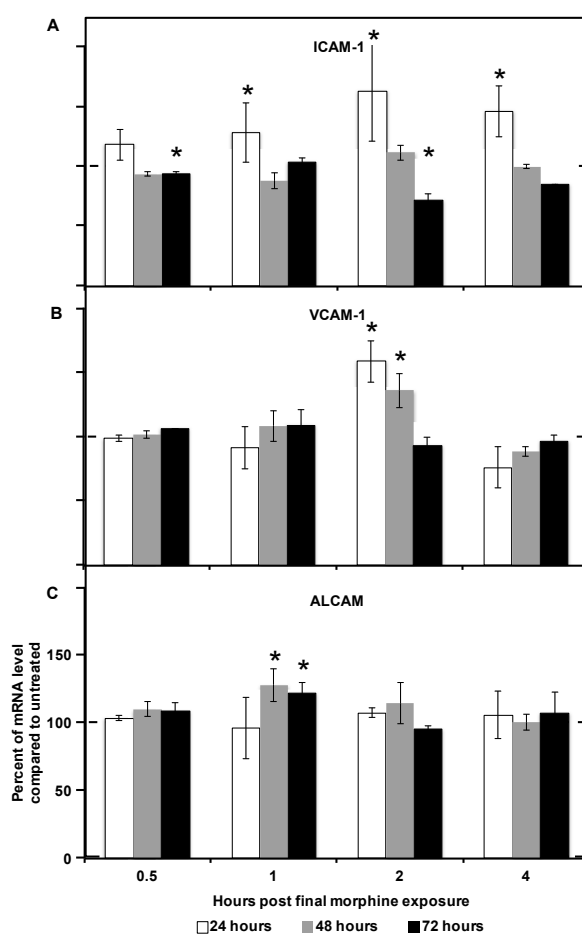 A
ICAM-1
* * * * *
B
VCAM-1
* *
C
ALCAM
* *
Percent of mRNA level
compared to untreated
150
100
50
0
0.5 1 2 4
Hours post final morphine exposure
24 hours 48 hours 72 hours